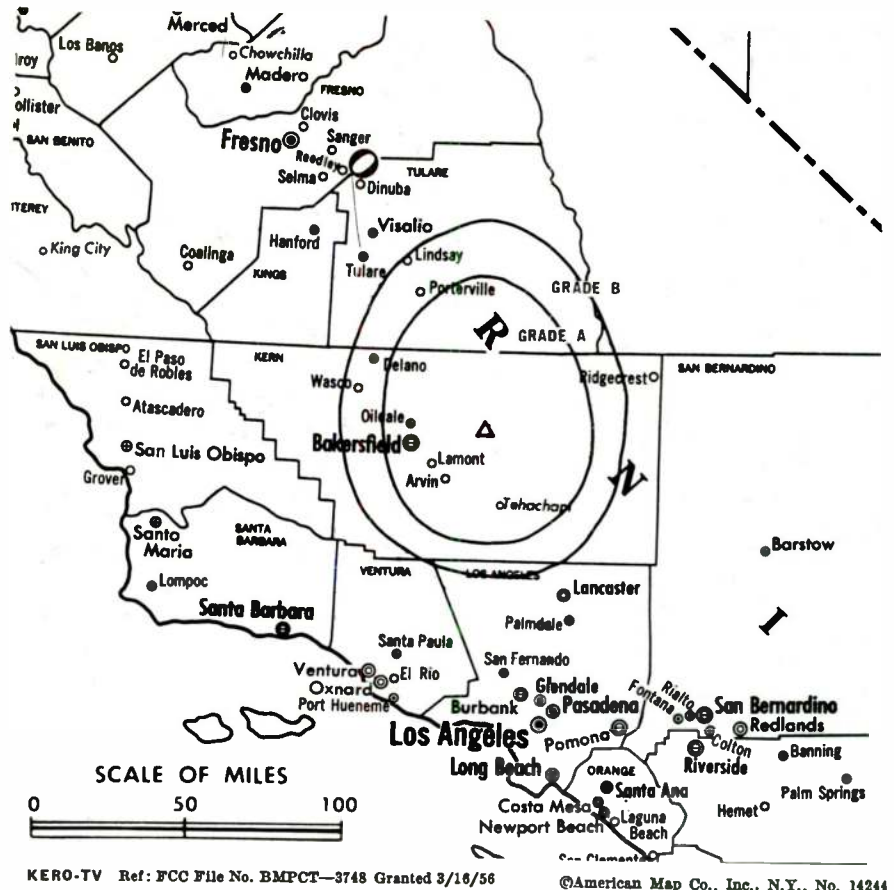 Merced
Los Banos
Chowchilla
Madero
lroy
FRESNO
ollister
Clovis
SAN BENITO
Fresno
Sanger
Reedley
TULARE
Selma
Dinuba
TEREY
Visalio
King City
Hanford
Coalinga
Lindsay
Tulare
KINGS
GRADE B
Porterville
R
GRADE A
SAN LUIS OBISPO
KERN
El Paso
de Robles
Delano
SAN BERNARDINO
Wasco
Ridgecrest
Atascadero
Oildale
Bakersfield
San Luis Obispo
Lamont
Grover
Arvin
N
Tehachapi
Santo
Maria
SANTA
BARBARA
Barstow
VENTURA
LOS ANGELES
Lompoc
Lancaster
Santa Barbara
Palmdale
I
Santa Paula
San Fernando
Ventura
El Rio
Oxnard
Port Hueneme
Glendale
Burbank
Pasadena
Fontana
Rialto
San Bernardino
Redlands
Los Angeles
Pomona
Colton
Banning
Riverside
Long Beach
ORANGE
Palm Springs
Santa Ana
Costa Mesa
Hemet
Newport Beach
Laguna
Beach
San Clemente
SCALE OF MILES
0 50 100
KERO-TV Ref: FCC File No. BMPCT—3748 Granted 3/16/56
©American Map Co., Inc., N.Y., No. 14244